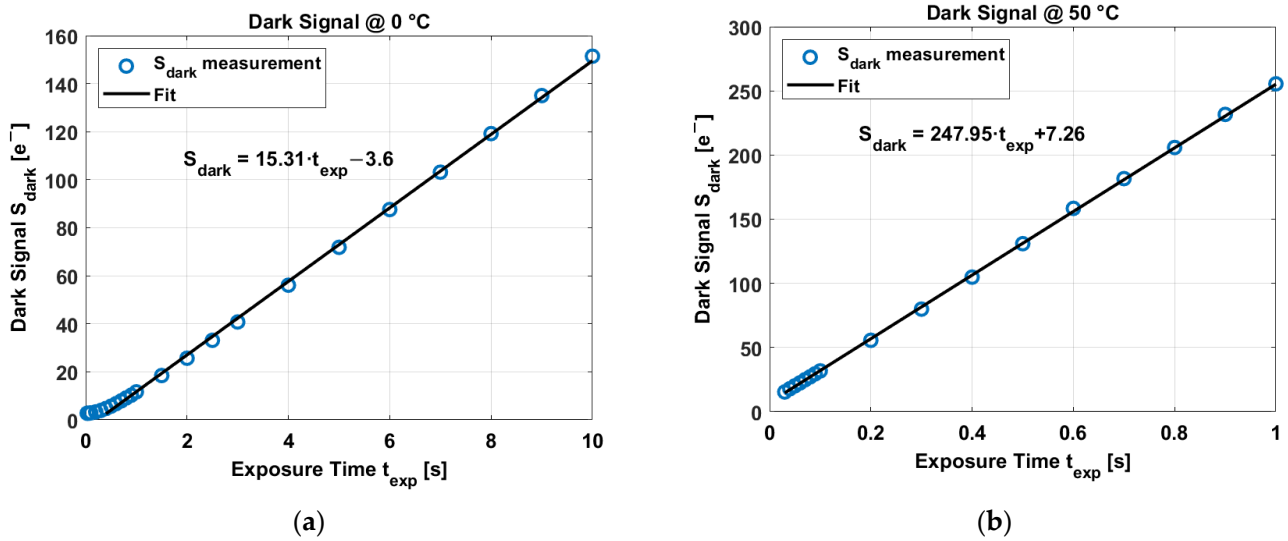 Dark Signal @ 0 °C
160
140
120
100
80
60
40
20
0
Dark Signal S_dark [e⁻]
S_dark measurement
Fit
S_dark = 15.31·t_exp−3.6
0 2 4 6 8 10
Exposure Time t_exp [s]
(a)
Dark Signal @ 50 °C
300
250
200
150
100
50
0
Dark Signal S_dark [e⁻]
S_dark measurement
Fit
S_dark = 247.95·t_exp+7.26
0 0.2 0.4 0.6 0.8 1
Exposure Time t_exp [s]
(b)